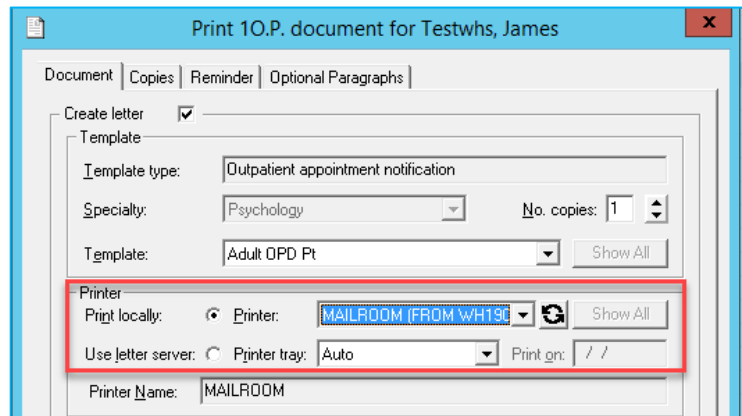 Print 1O.P. document for Testwhs, James x
Document Copies Reminder Optional Paragraphs
Create letter
Template
Template type: Outpatient appointment notification
Specialty: Psychology No. copies: 1
Template: Adult OPD Pt Show All
Printer
Print locally: Printer: MAILROOM (FROM WH190 Show All
Use letter server: Printer tray: Auto Print on: / /
Printer Name: MAILROOM